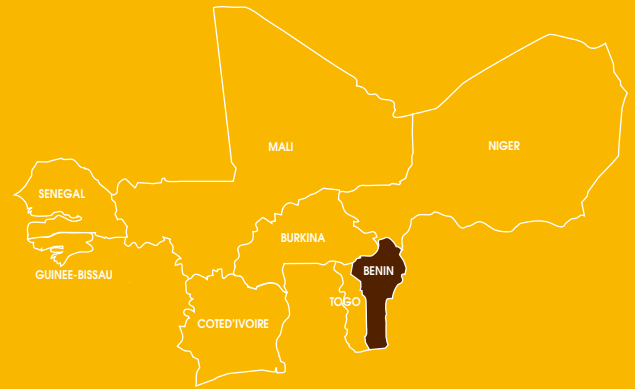 MALI
NIGER
SENEGAL
BURKINA
GUINEE-BISSAU
BENIN
TOGO
COTED'IVOIRE